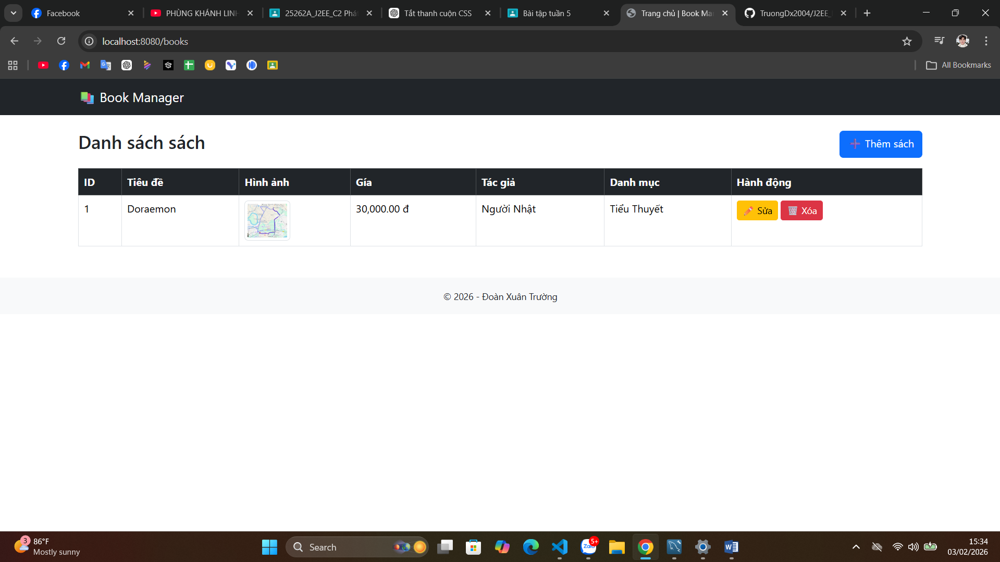 Facebook
PHÙNG KHÁNH LINH
25262A_J2EE_C2 Phá
Tắt thanh cuộn CSS
Bài tập tuần 5
Trang chủ | Book Ma
TruongDx2004/J2EE_
localhost:8080/books
All Bookmarks
Book Manager
Danh sách sách
Thêm sách
ID Tiêu đề Hình ảnh Gía Tác giả Danh mục Hành động
1 Doraemon 30,000.00 đ Người Nhật Tiểu Thuyết Sửa Xóa
© 2026 - Đoàn Xuân Trường
3
86°F
Mostly sunny
Search
Zalo
5+
15:34
03/02/2026